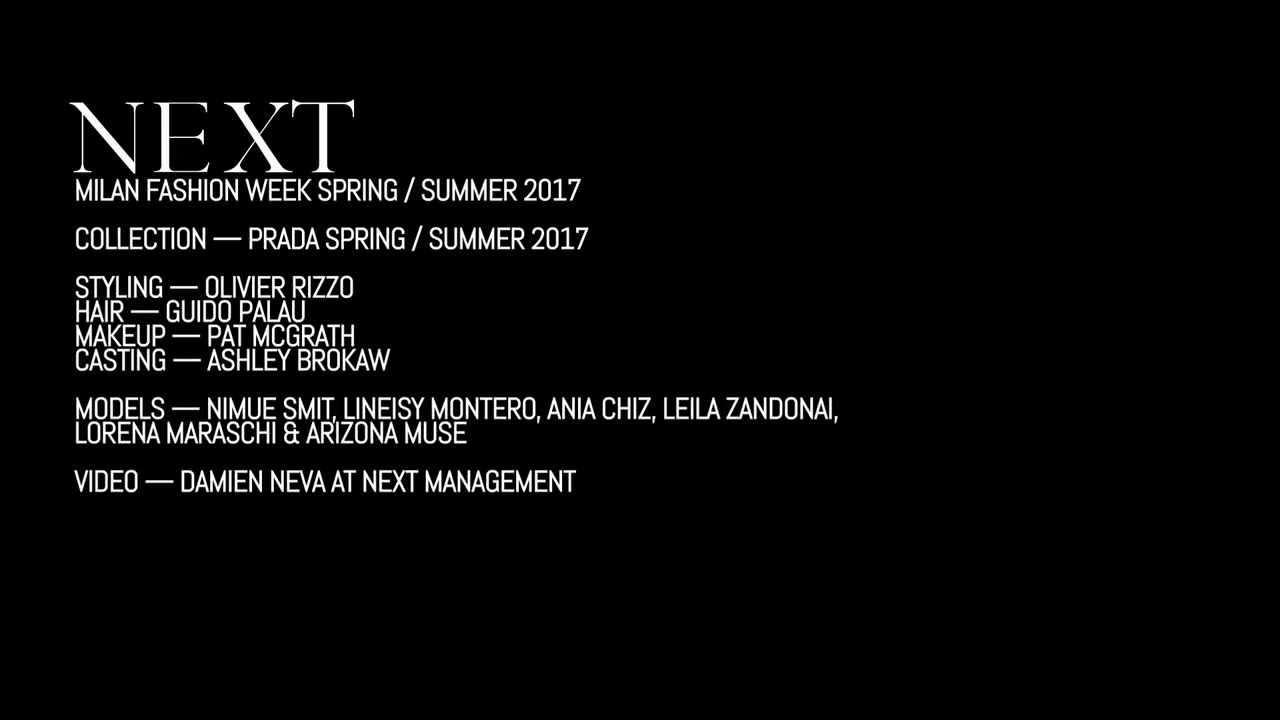 NEXT
MILAN FASHION WEEK SPRING / SUMMER 2017
COLLECTION — PRADA SPRING / SUMMER 2017
STYLING — OLIVIER RIZZO
HAIR — GUIDO PALAU
MAKEUP — PAT MCGRATH
CASTING — ASHLEY BROKAW
MODELS — NIMUE SMIT, LINEISY MONTERO, ANIA CHIZ, LEILA ZANDONAI,
LORENA MARASCHI & ARIZONA MUSE
VIDEO — DAMIEN NEVA AT NEXT MANAGEMENT